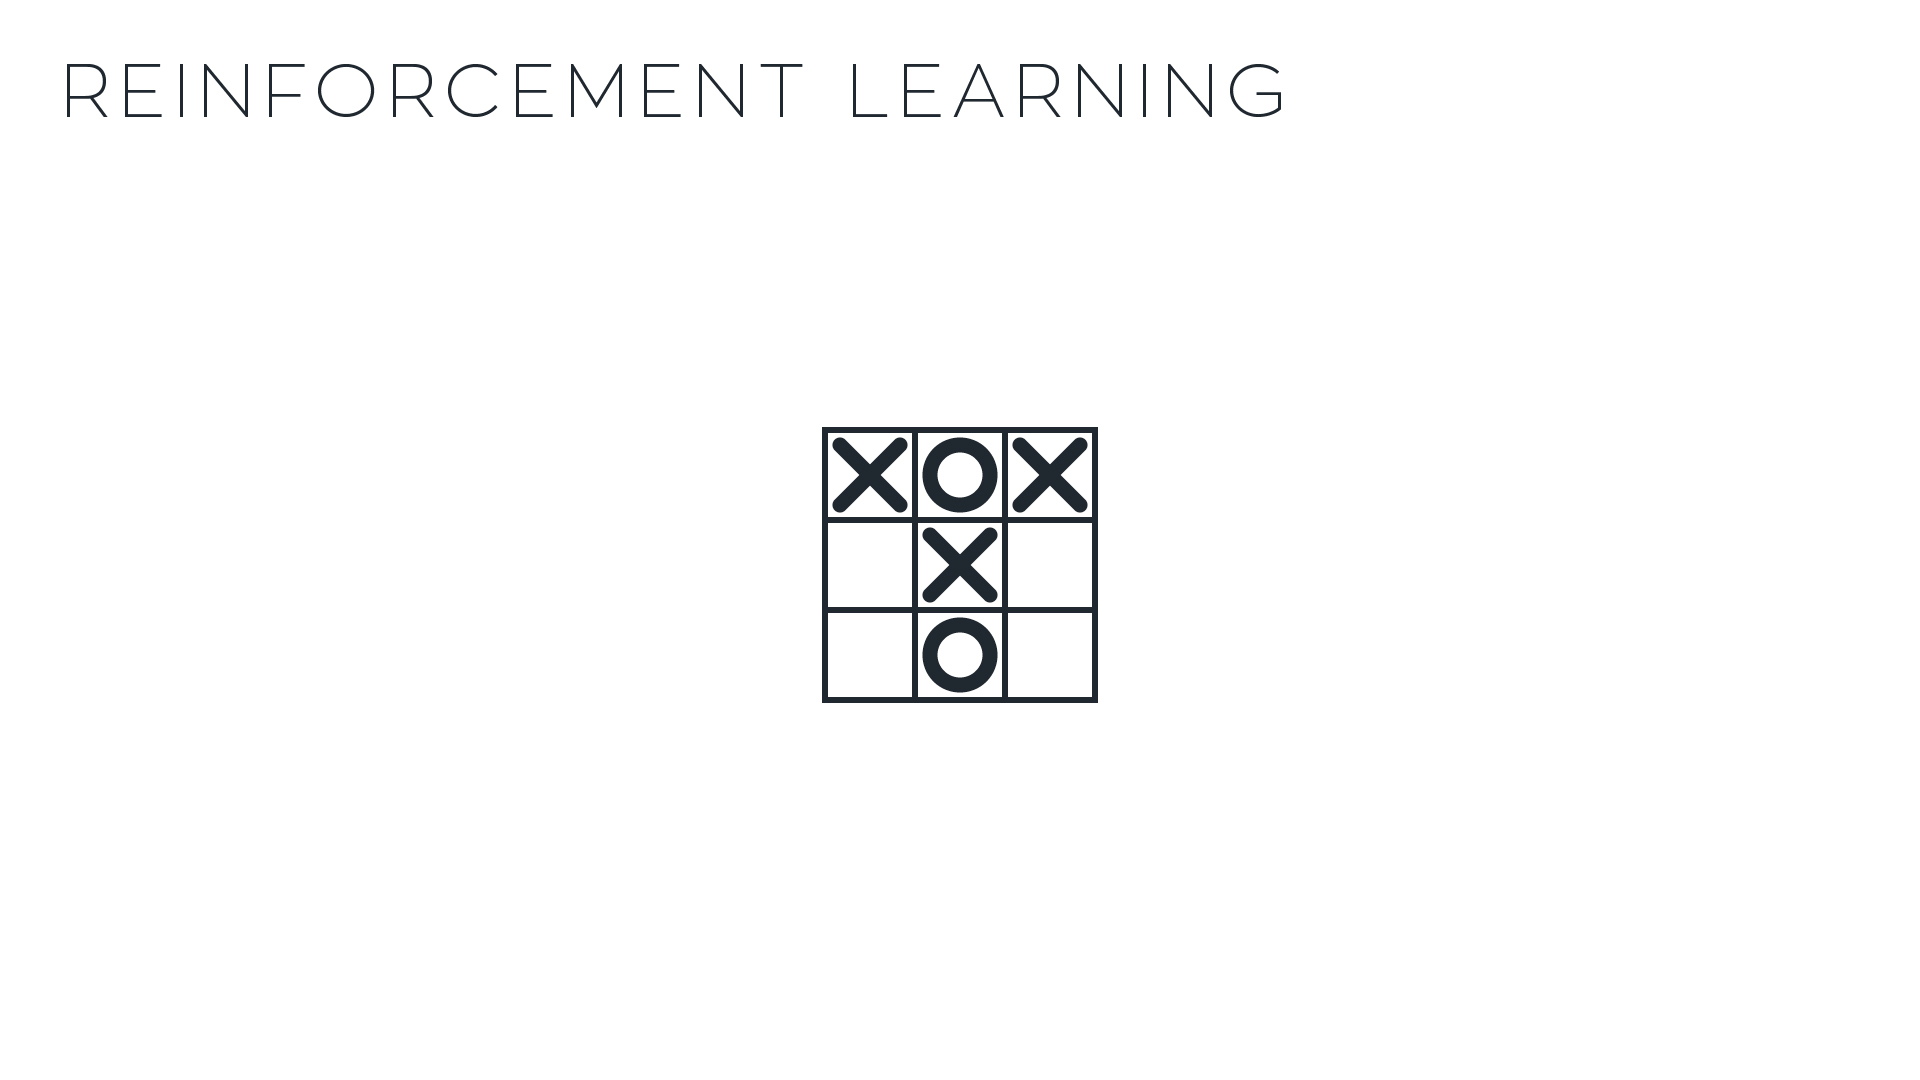 REINFORCEMENT LEARNING
X O X
X
O